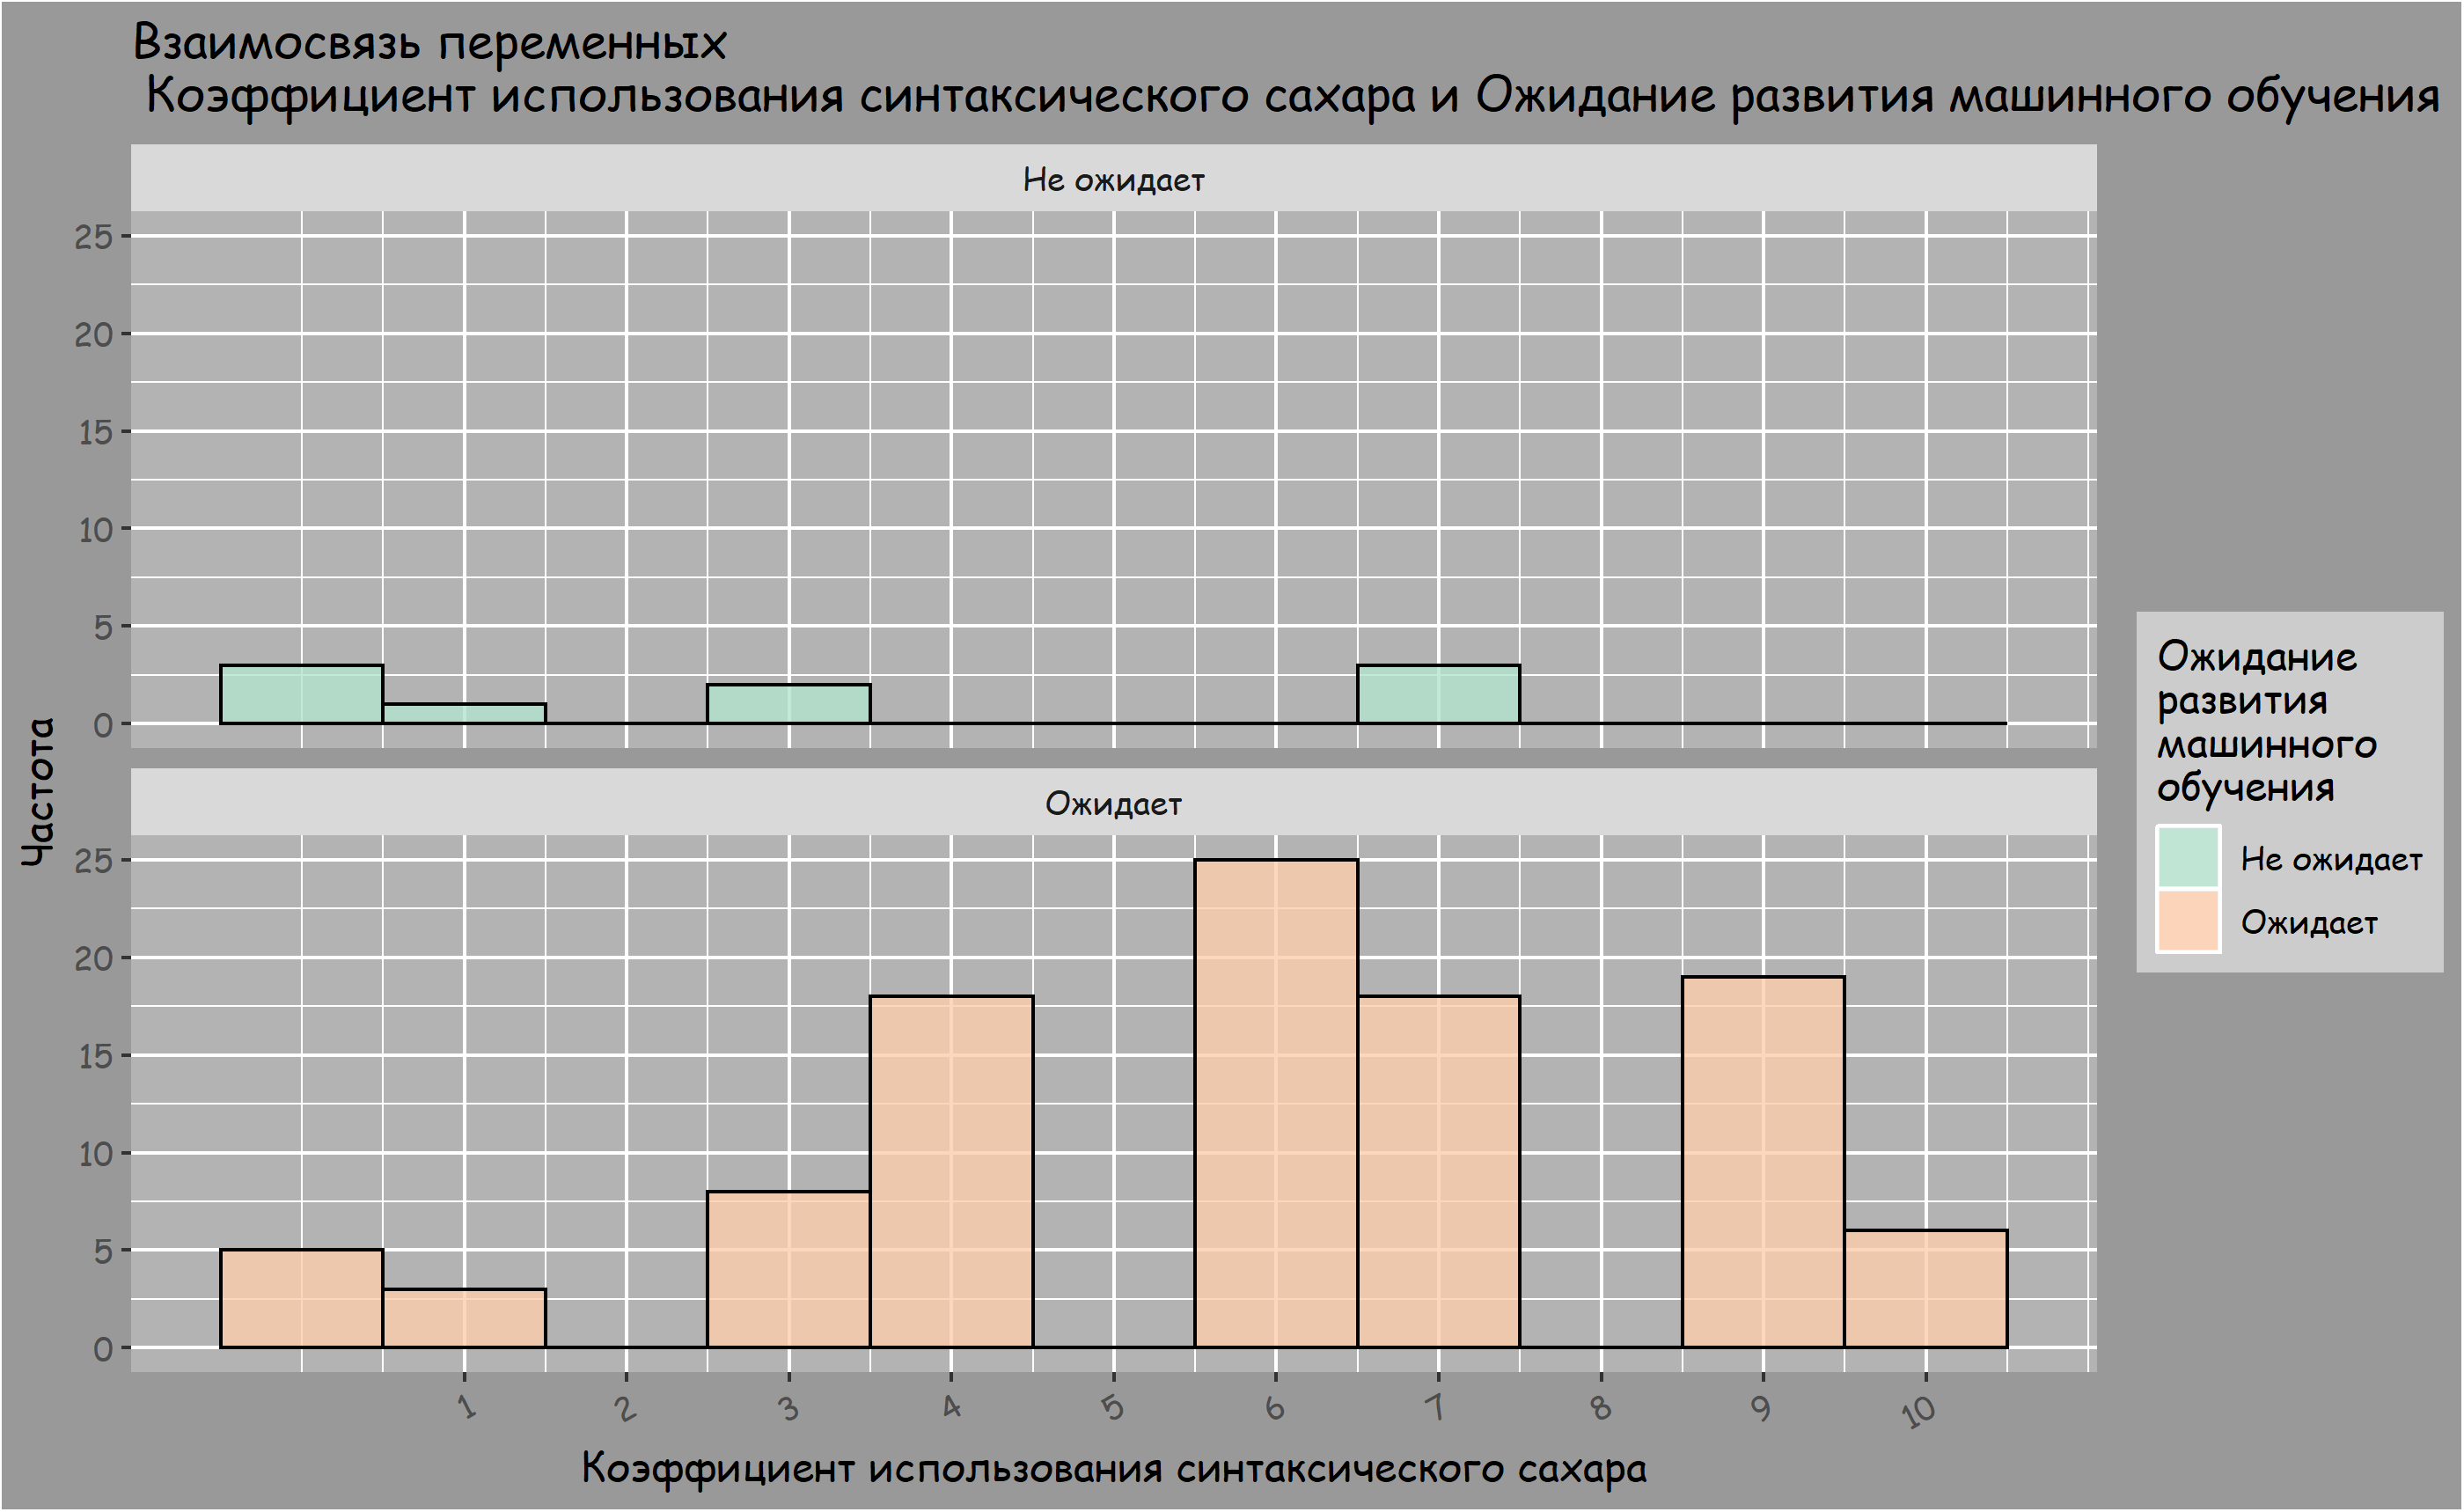 Взаимосвязь переменных
Коэффициент использования синтаксического сахара и Ожидание развития машинного обучения
Не ожидает
25
20
15
10
5
0
Ожидает
25
20
15
10
5
0
Частота
1 2 3 4 5 6 7 8 9 10
Коэффициент использования синтаксического сахара
Ожидание
развития
машинного
обучения
Не ожидает
Ожидает